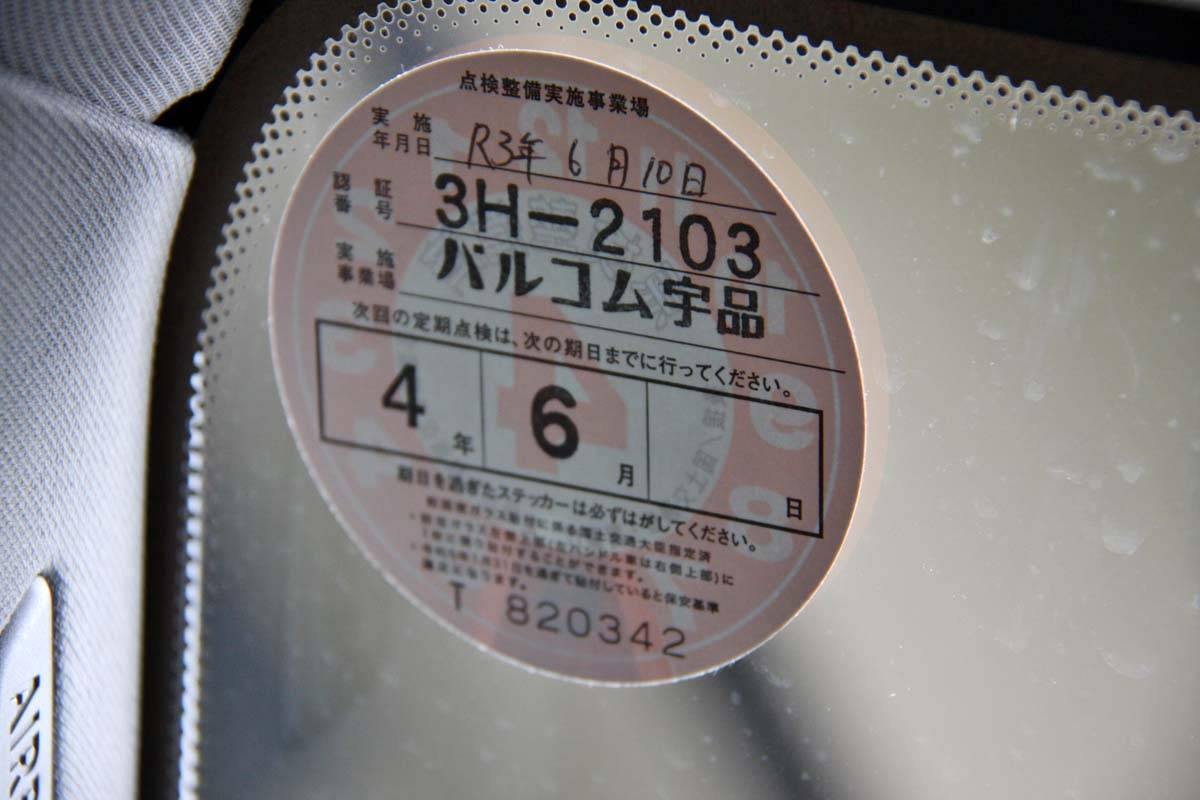 点検整備実施事業場
実施
年月日
R3年 6月10日
認証
番号
3H-2103
実施
事業場
バルコム宇品
次回の定期点検は、次の期日までに行ってください。
4年 6月 日
期日を過ぎたステッカーは必ずはがしてください。
T 820342
AIR